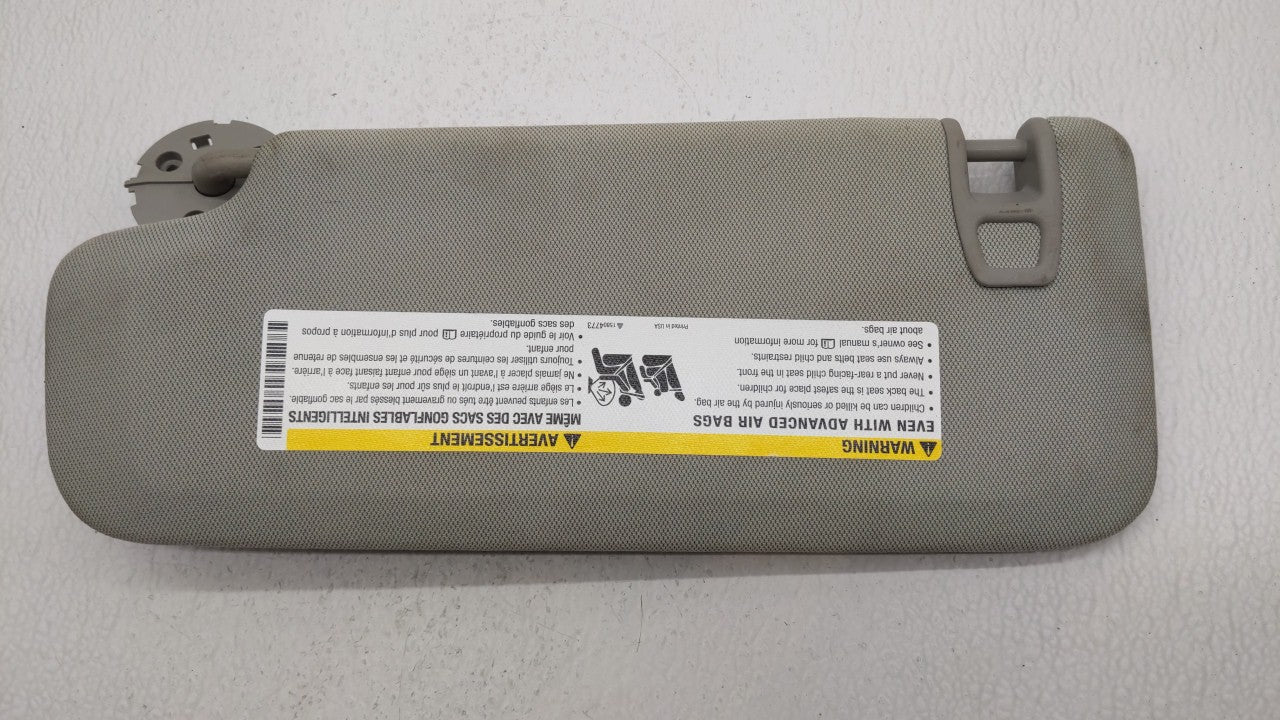 WARNING
EVEN WITH ADVANCED AIR BAGS
• Children can be killed or seriously injured by the air bag.
• The back seat is the safest place for children.
• Never put a rear-facing child seat in the front.
• Always use seat belts and child restraints.
• See owner's manual for more information
about air bags.
Printed in USA
AVERTISSEMENT
MÊME AVEC DES SACS GONFLABLES INTELLIGENTS
• Les enfants peuvent être tués ou gravement blessés par le sac gonflable
• Le siège arrière est l'endroit le plus sûr pour les enfants.
• Ne jamais placer à l'avant un siège pour enfant faisant face à l'arrière.
• Toujours utiliser les ceintures de sécurité et les ensembles de retenue
pour enfant.
• Voir le guide du propriétaire pour plus d'information à propos
des sacs gonflables.